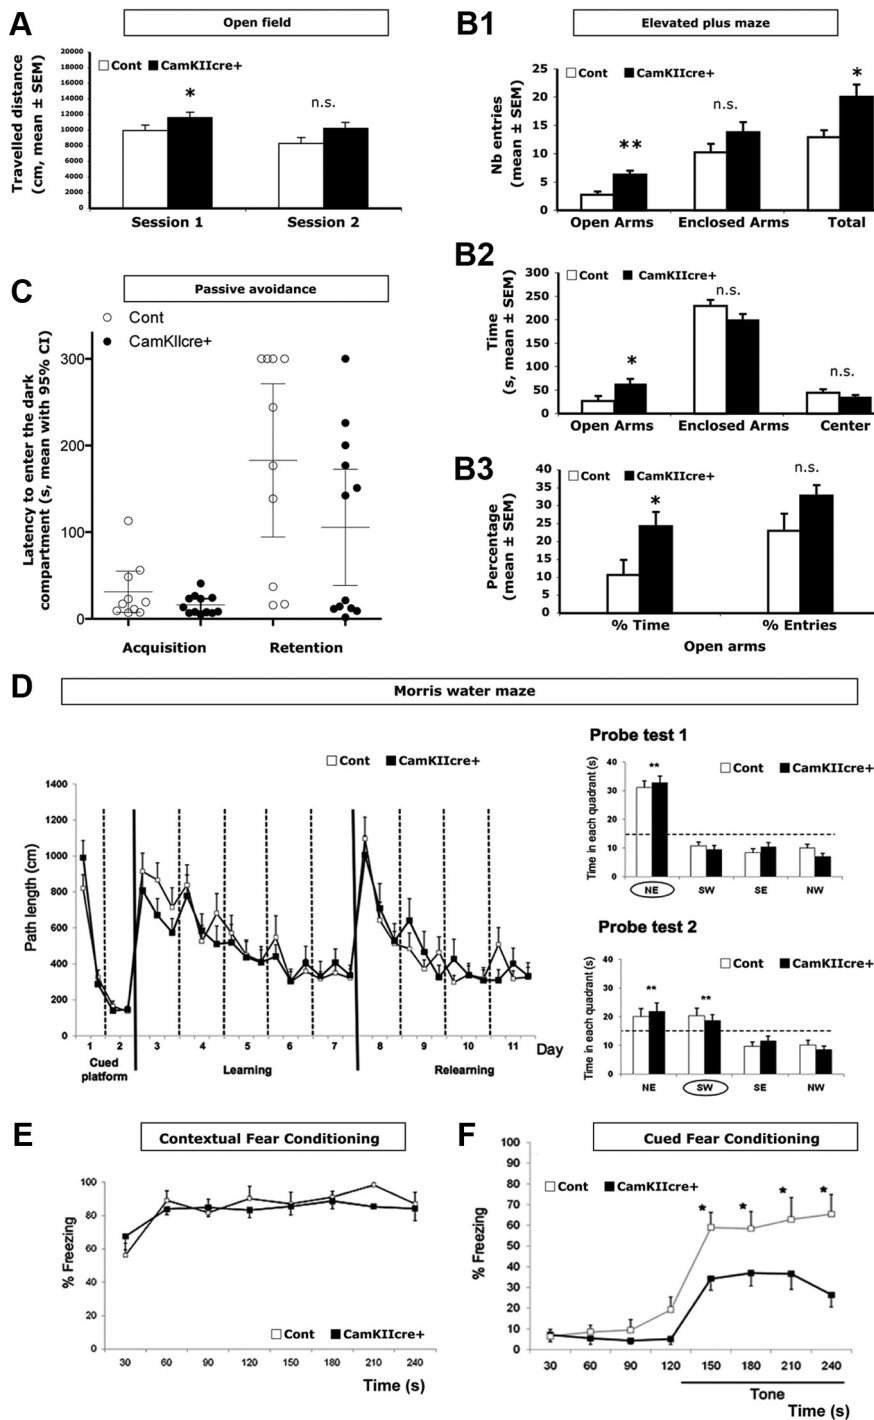 A
Open field
Travelled distance
(cm, mean ± SEM)
20000
18000
16000
14000
12000
10000
8000
6000
4000
2000
0
Cont CamKIIcre+
*
n.s.
Session 1 Session 2
B1
Elevated plus maze
Nb entries
(mean ± SEM)
25
20
15
10
5
0
Cont CamKIIcre+
**
n.s.
*
Open Arms Enclosed Arms Total
B2
Time
(s, mean ± SEM)
300
250
200
150
100
50
0
Cont CamKIIcre+
*
n.s.
n.s.
Open Arms Enclosed Arms Center
C
Passive avoidance
Cont
CamKIIcre+
Latency to enter the dark
compartment (s, mean with 95% CI)
300
200
100
0
Acquisition Retention
B3
Percentage
(mean ± SEM)
40
35
30
25
20
15
10
5
0
Cont CamKIIcre+
*
n.s.
% Time % Entries
Open arms
D
Morris water maze
Cont CamKIIcre+
Path length (cm)
1400
1200
1000
800
600
400
200
0
1 2 3 4 5 6 7 8 9 10 11 Day
Cued
platform
Learning
Relearning
Probe test 1
Time in each quadrant (s)
40
30
20
10
0
Cont CamKIIcre+
**
NE SW SE NW
Probe test 2
Time in each quadrant (s)
40
30
20
10
0
Cont CamKIIcre+
** **
NE SW SE NW
E
Contextual Fear Conditioning
% Freezing
100
80
60
40
20
0
Cont CamKIIcre+
30 60 90 120 150 180 210 240
Time (s)
F
Cued Fear Conditioning
% Freezing
100
90
80
70
60
50
40
30
20
10
0
Cont CamKIIcre+
* * * *
30 60 90 120 150 180 210 240
Tone
Time (s)